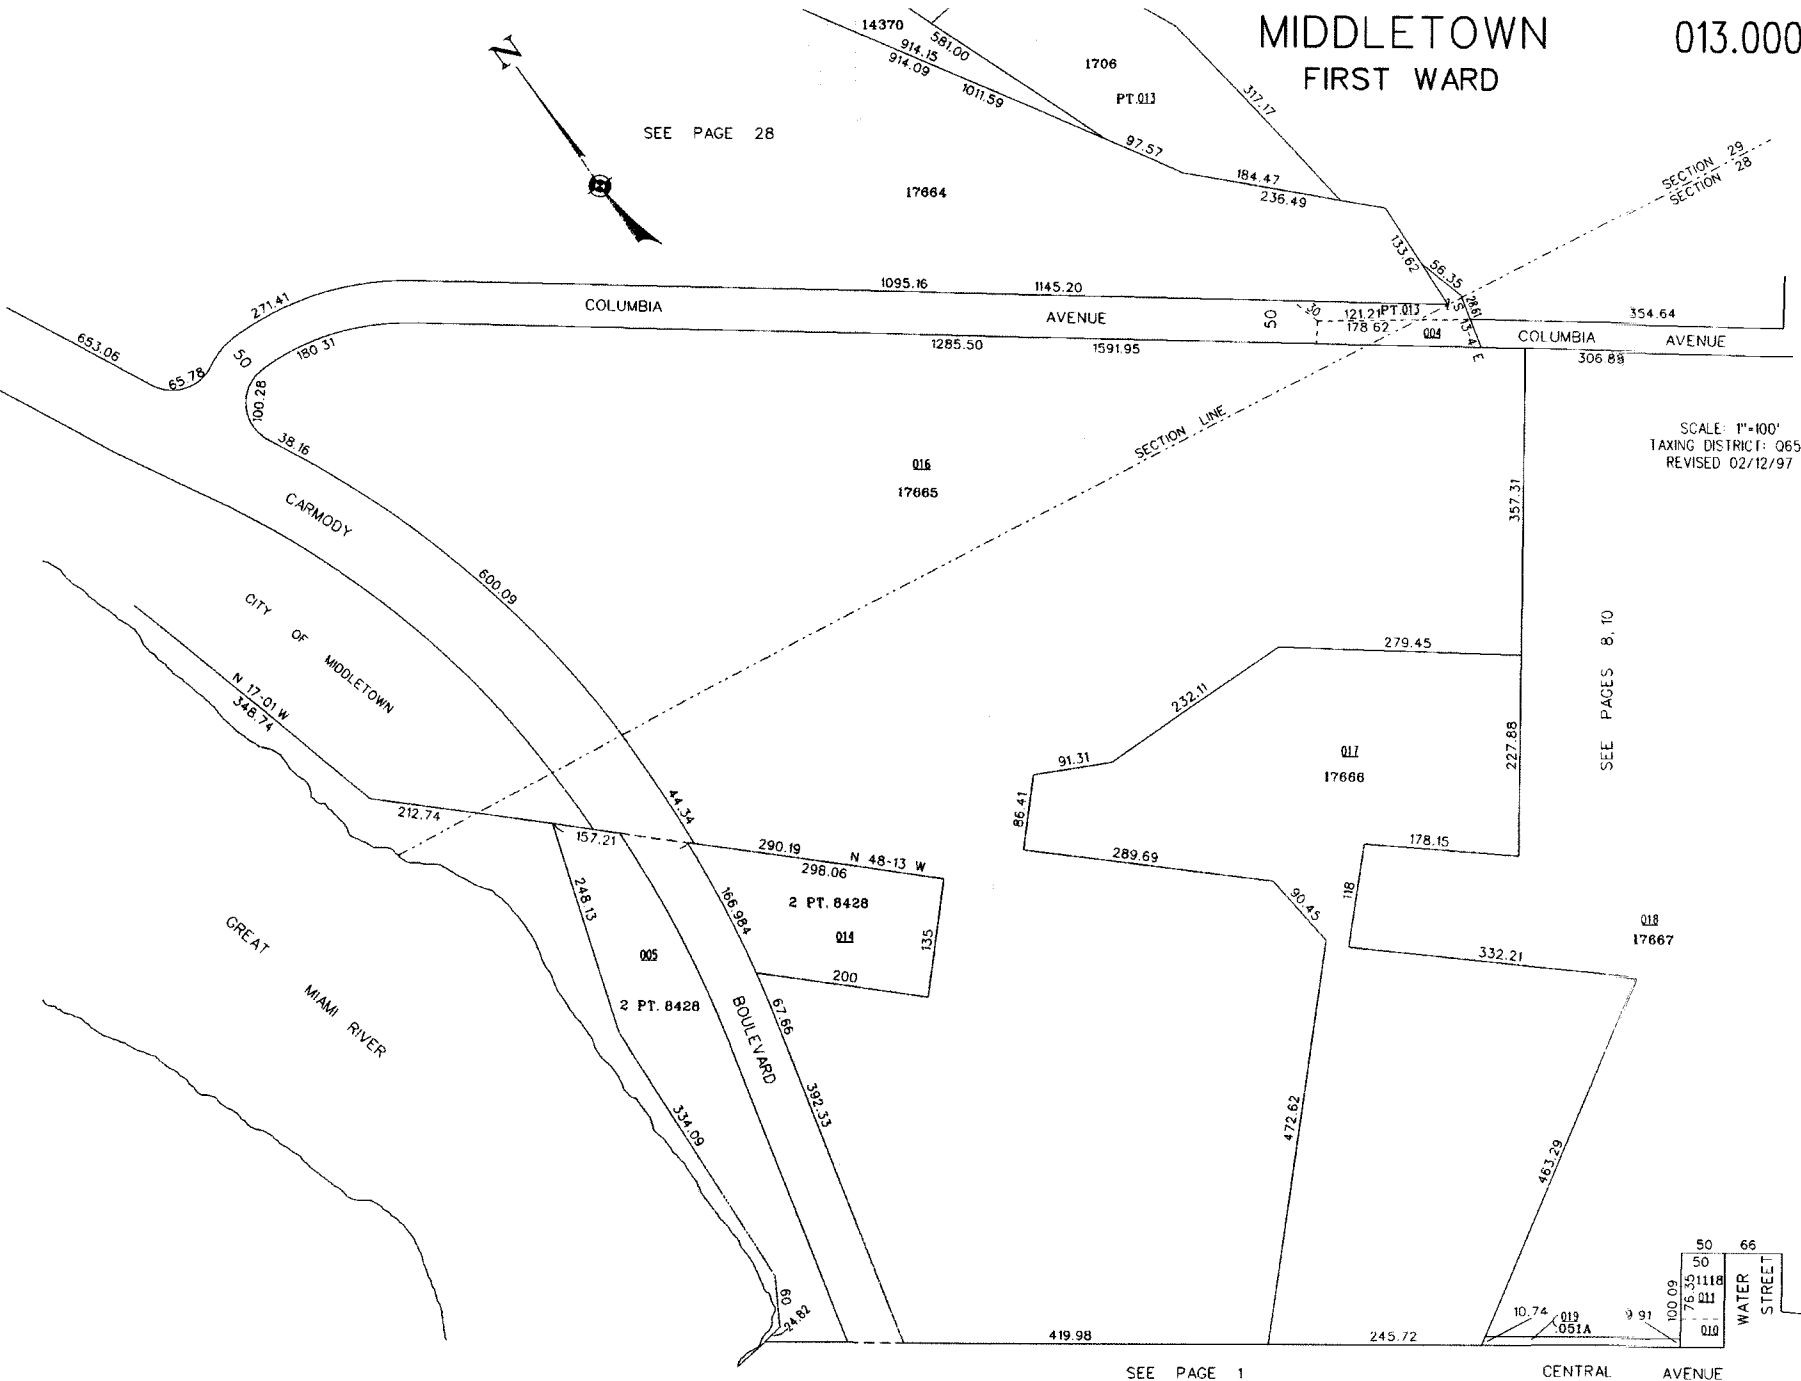 MIDDLETOWN 013.000
FIRST WARD
N
SEE PAGE 28
14370
914.15
914.09
581.00
1011.59
1706
PT.013
317.17
97.57
184.47
236.49
17664
133.62
56.35
28.61
SECTION 29
SECTION 28
653.06
271.41
65.78
50
180.31
100.28
38.16
COLUMBIA AVENUE
1095.16 1145.20
1285.50 1591.95
50
30
121.21
178.62
PT.013
004
N S 43-4 E
COLUMBIA AVENUE
354.64
306.89
SCALE: 1"=100'
TAXING DISTRICT: Q65
REVISED 02/12/97
SECTION LINE
016
17665
357.31
CARMODY
600.09
CITY OF MIDDLETOWN
N 17-01 W
348.74
SEE PAGES 8, 10
279.45
232.11
91.31
86.41
227.88
017
17666
289.69
178.15
118
90.45
332.21
018
17667
212.74
157.21
44.34
290.19 N 48-13 W
298.06
2 PT. 8428
014
135
200
166.984
248.13
005
2 PT. 8428
BOULEVARD
67.66
392.33
GREAT
MIAMI RIVER
334.09
472.62
463.29
60
24.82
419.98
245.72
10.74
019
.051A
9.91
50 66
50
100.09
76.35
1118
011
010
WATER STREET
SEE PAGE 1
CENTRAL AVENUE